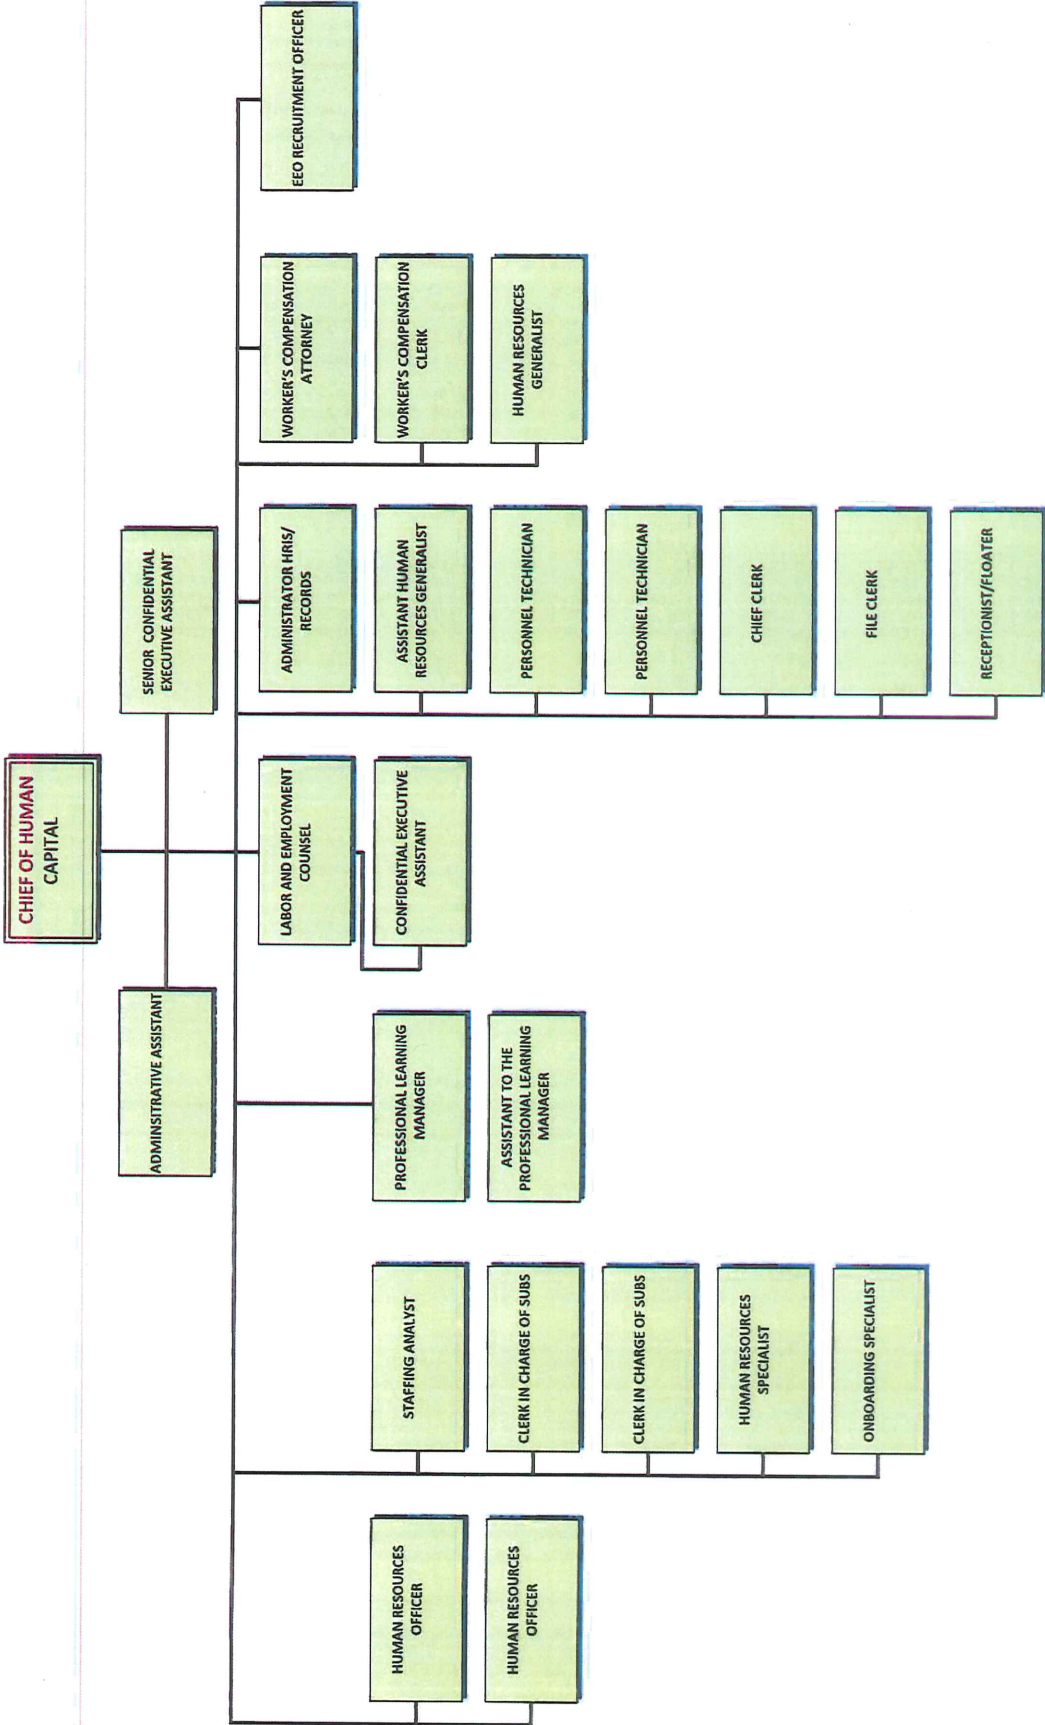 CHIEF OF HUMAN
CAPITAL
ADMINSITRATIVE ASSISTANT
SENIOR CONFIDENTIAL
EXECUTIVE ASSISTANT
HUMAN RESOURCES
OFFICER
HUMAN RESOURCES
OFFICER
STAFFING ANALYST
CLERK IN CHARGE OF SUBS
CLERK IN CHARGE OF SUBS
HUMAN RESOURCES
SPECIALIST
ONBOARDING SPECIALIST
PROFESSIONAL LEARNING
MANAGER
ASSISTANT TO THE
PROFESSIONAL LEARNING
MANAGER
LABOR AND EMPLOYMENT
COUNSEL
CONFIDENTIAL EXECUTIVE
ASSISTANT
ADMINISTRATOR HRIS/
RECORDS
ASSISTANT HUMAN
RESOURCES GENERALIST
PERSONNEL TECHNICIAN
PERSONNEL TECHNICIAN
CHIEF CLERK
FILE CLERK
RECEPTIONIST/FLOATER
WORKER'S COMPENSATION
ATTORNEY
WORKER'S COMPENSATION
CLERK
HUMAN RESOURCES
GENERALIST
EEO RECRUITMENT OFFICER